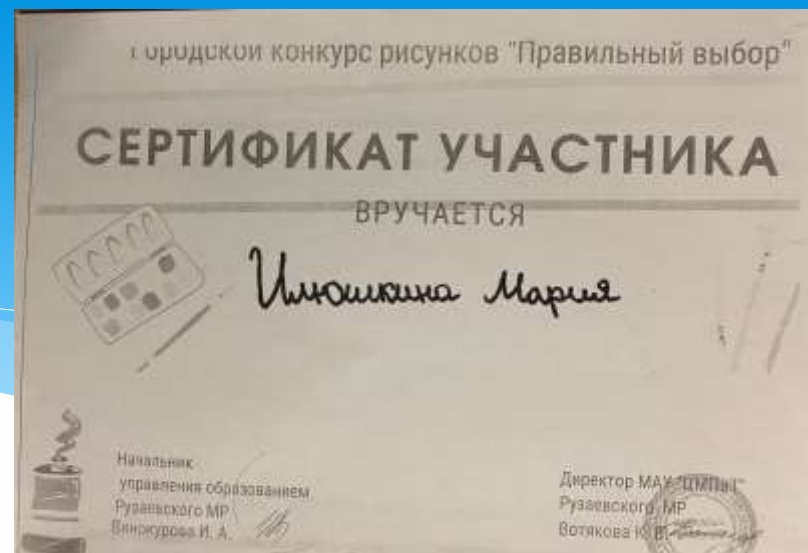 Городской конкурс рисунков "Правильный выбор"
СЕРТИФИКАТ УЧАСТНИКА
ВРУЧАЕТСЯ
Илюшкина Мария
Начальник
управления образованием
Рузаевского МР
Винокурова И. А.
Директор МАУ "ЦМПиТ"
Рузаевского МР
Вотякова